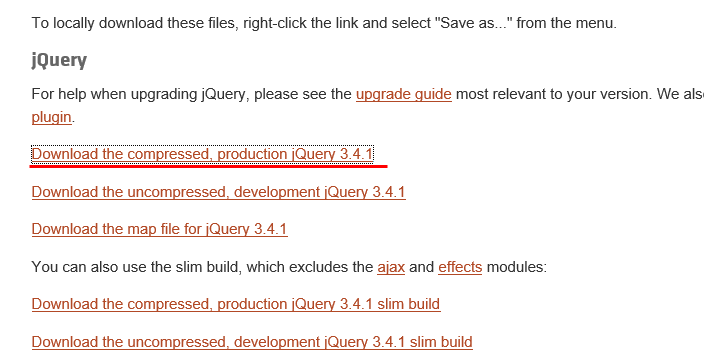 To locally download these files, right-click the link and select "Save as..." from the menu.
jQuery
For help when upgrading jQuery, please see the upgrade guide most relevant to your version. We als
plugin.
Download the compressed, production jQuery 3.4.1
Download the uncompressed, development jQuery 3.4.1
Download the map file for jQuery 3.4.1
You can also use the slim build, which excludes the ajax and effects modules:
Download the compressed, production jQuery 3.4.1 slim build
Download the uncompressed, development jQuery 3.4.1 slim build